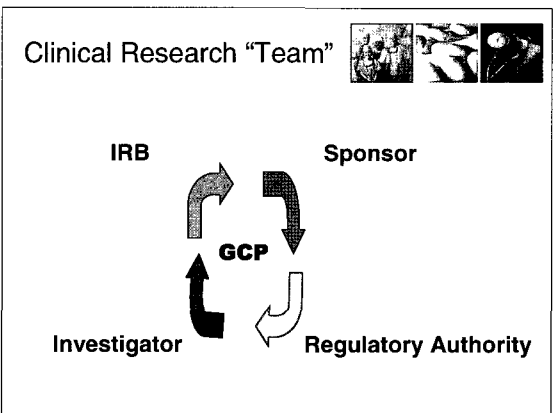 Clinical Research “Team”
IRB
Sponsor
GCP
Investigator
Regulatory Authority